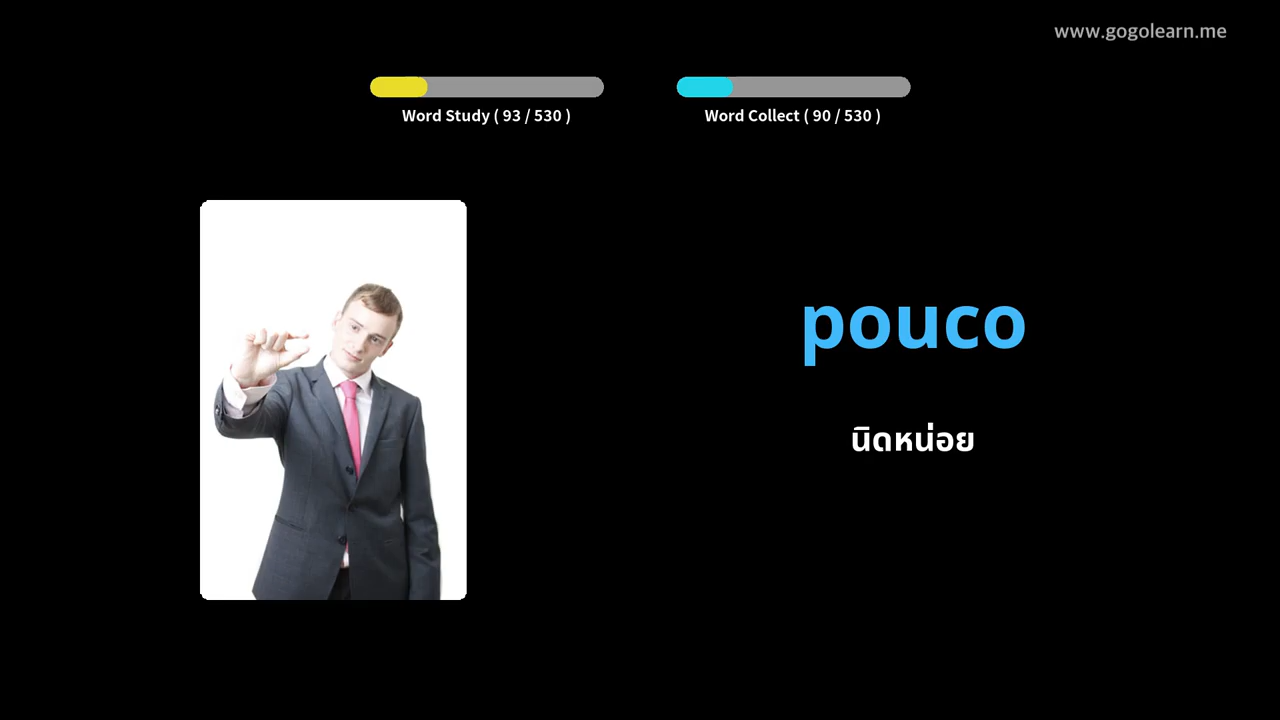 www.gogolearn.me
Word Study ( 93 / 530 )
Word Collect ( 90 / 530 )
pouco
นิดหน่อย